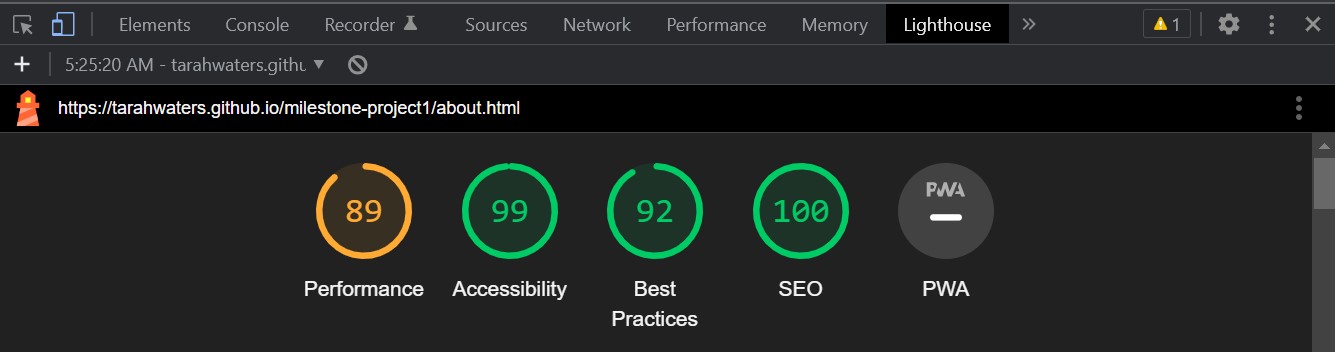 Elements Console Recorder Sources Network Performance Memory Lighthouse » 1
5:25:20 AM - tarahwaters.githu
https://tarahwaters.github.io/milestone-project1/about.html
89 99 92 100 PWA
Performance Accessibility Best Practices SEO PWA